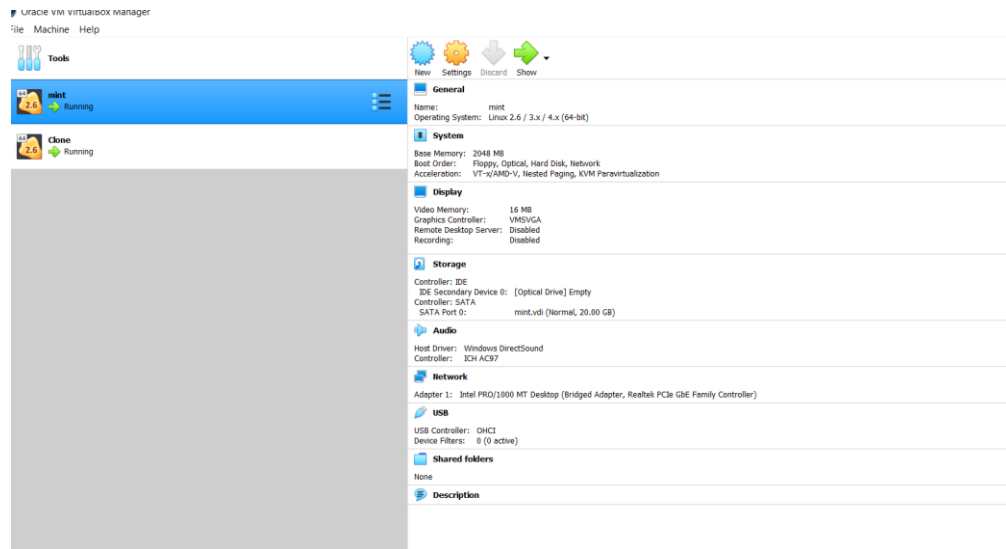 Oracle VM VirtualBox Manager
File Machine Help
Tools
64
2.6
mint
Running
64
2.6
Clone
Running
New Settings Discard Show
General
Name: mint
Operating System: Linux 2.6 / 3.x / 4.x (64-bit)
System
Base Memory: 2048 MB
Boot Order: Floppy, Optical, Hard Disk, Network
Acceleration: VT-x/AMD-V, Nested Paging, KVM Paravirtualization
Display
Video Memory: 16 MB
Graphics Controller: VMSVGA
Remote Desktop Server: Disabled
Recording: Disabled
Storage
Controller: IDE
IDE Secondary Device 0: [Optical Drive] Empty
Controller: SATA
SATA Port 0: mint.vdi (Normal, 20.00 GB)
Audio
Host Driver: Windows DirectSound
Controller: ICH AC97
Network
Adapter 1: Intel PRO/1000 MT Desktop (Bridged Adapter, Realtek PCIe GbE Family Controller)
USB
USB Controller: OHCI
Device Filters: 0 (0 active)
Shared folders
None
Description